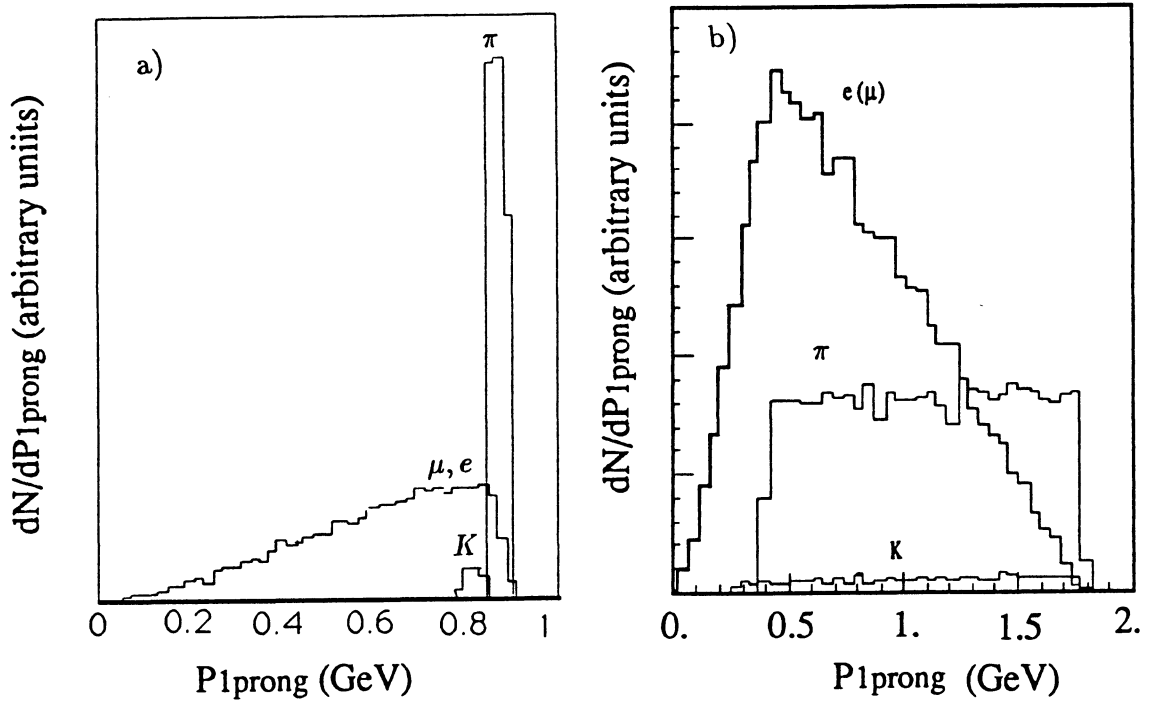 a)
π
μ, e
K
dN/dP1prong (arbitrary uniits)
0 0.2 0.4 0.6 0.8 1
P1prong (GeV)
b)
e(μ)
π
K
dN/dP1prong (arbitrary units)
0. 0.5 1. 1.5 2.
P1prong (GeV)